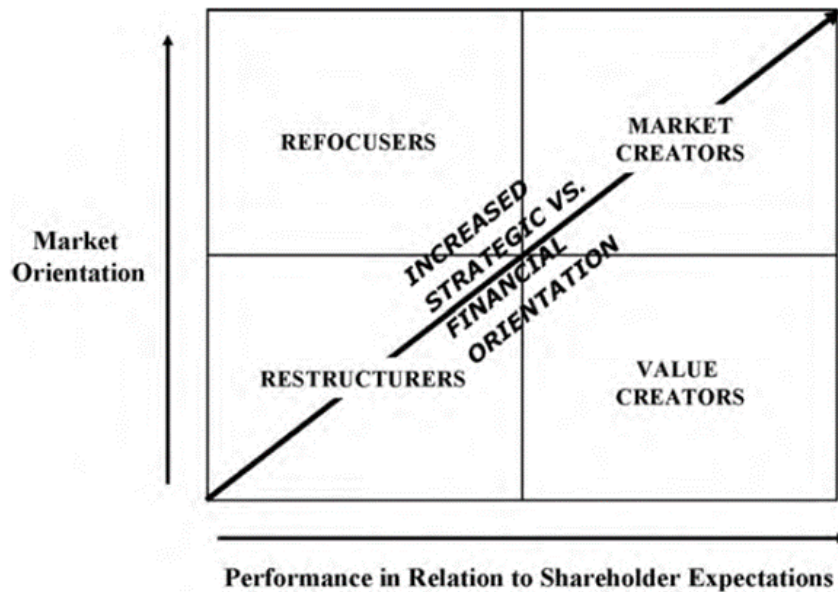 REFOCUSERS
MARKET
CREATORS
INCREASED
STRATEGIC VS.
FINANCIAL
ORIENTATION
Market
Orientation
RESTRUCTURERS
VALUE
CREATORS
Performance in Relation to Shareholder Expectations